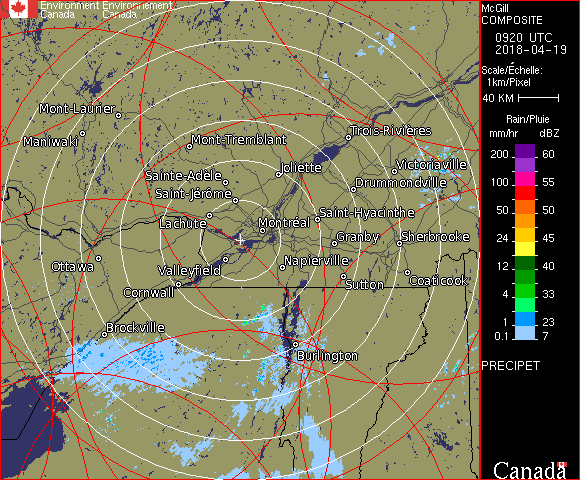 Environment Environnement
Canada Canada
McGill
COMPOSITE
0920 UTC
2018-04-19
Scale/Échelle:
1km/Pixel
40 KM
Rain/Pluie
mm/hr dBZ
200 60
55
100 55
50 50
24 45
12 40
4 33
1 23
0.1 7
PRECIPET
Canada
Mont-Laurier
Maniwaki
Mont-Tremblant
Trois-Rivières
Sainte-Adèle
Joliette
Victoriaville
Saint-Jérôme
Drummondville
Lachute
Montréal
Saint-Hyacinthe
Granby
Sherbrooke
Ottawa
Valleyfield
Napierville
Cornwall
Sutton
Coaticook
Brockville
Burlington